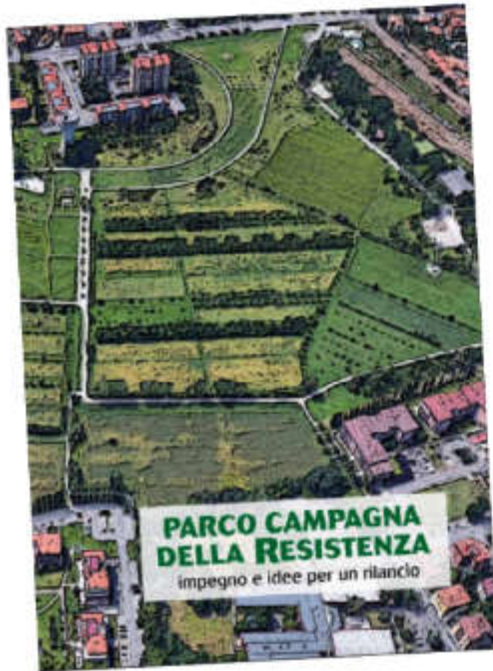 PARCO CAMPAGNA
DELLA RESISTENZA
impegno e idee per un rilancio